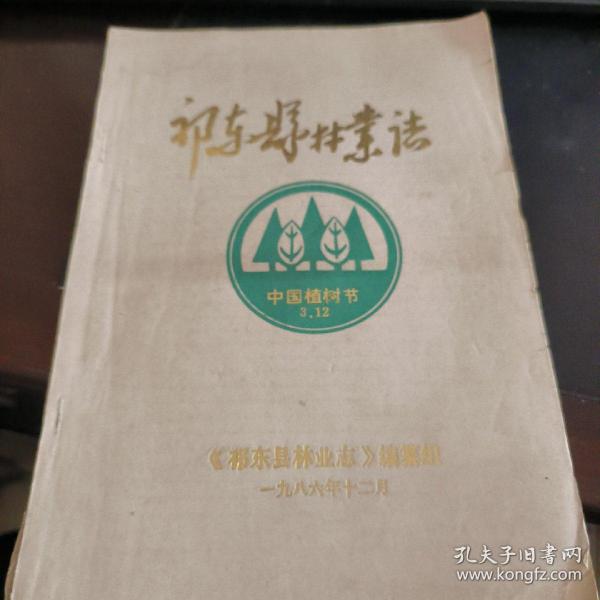 祁东县林业志
中国植树节
3.12
《祁东县林业志》编纂组
一九八六年十二月
孔夫子旧书网
www.kongfz.com